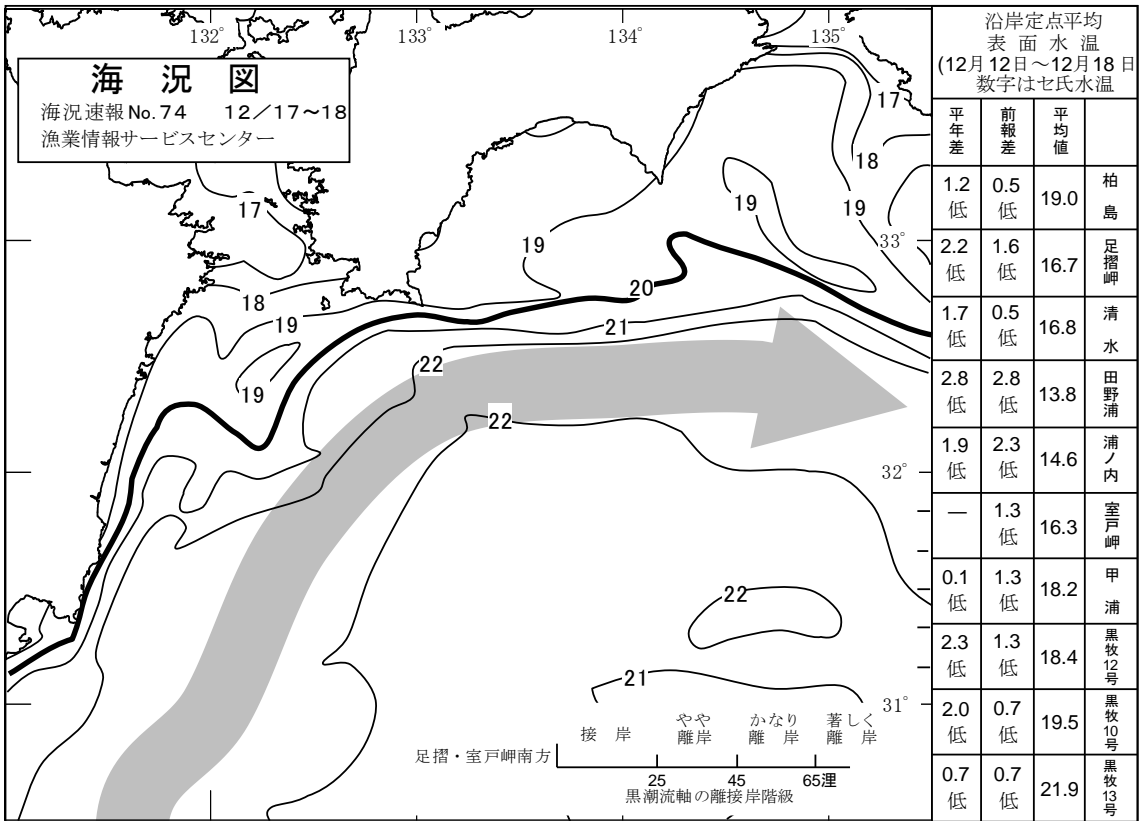 海況図
海況速報No.74 12／17～18
漁業情報サービスセンター
132°
133°
134°
135°
17
18
19
19
17
19
33°
18
20
19
21
22
19
22
32°
22
21
31°
接岸
やや離岸
かなり離岸
著しく離岸
足摺・室戸岬南方
25 45 65浬
黒潮流軸の離接岸階級
沿岸定点平均
表面水温
(12月12日～12月18日
数字はセ氏水温
平年差 前報差 平均値
1.2低 0.5低 19.0 柏島
2.2低 1.6低 16.7 足摺岬
1.7低 0.5低 16.8 清水
2.8低 2.8低 13.8 田野浦
1.9低 2.3低 14.6 浦ノ内
— 1.3低 16.3 室戸岬
0.1低 1.3低 18.2 甲浦
2.3低 1.3低 18.4 黒牧12号
2.0低 0.7低 19.5 黒牧10号
0.7低 0.7低 21.9 黒牧13号